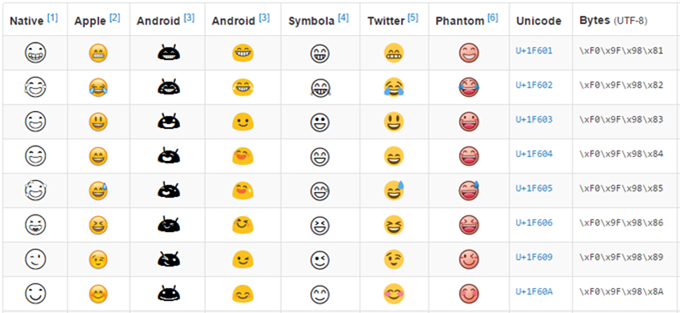 Native [1] Apple [2] Android [3] Android [3] Symbola [4] Twitter [5] Phantom [6] Unicode Bytes (UTF-8)
U+1F601 \xF0\x9F\x98\x81
U+1F602 \xF0\x9F\x98\x82
U+1F603 \xF0\x9F\x98\x83
U+1F604 \xF0\x9F\x98\x84
U+1F605 \xF0\x9F\x98\x85
U+1F606 \xF0\x9F\x98\x86
U+1F609 \xF0\x9F\x98\x89
U+1F60A \xF0\x9F\x98\x8A